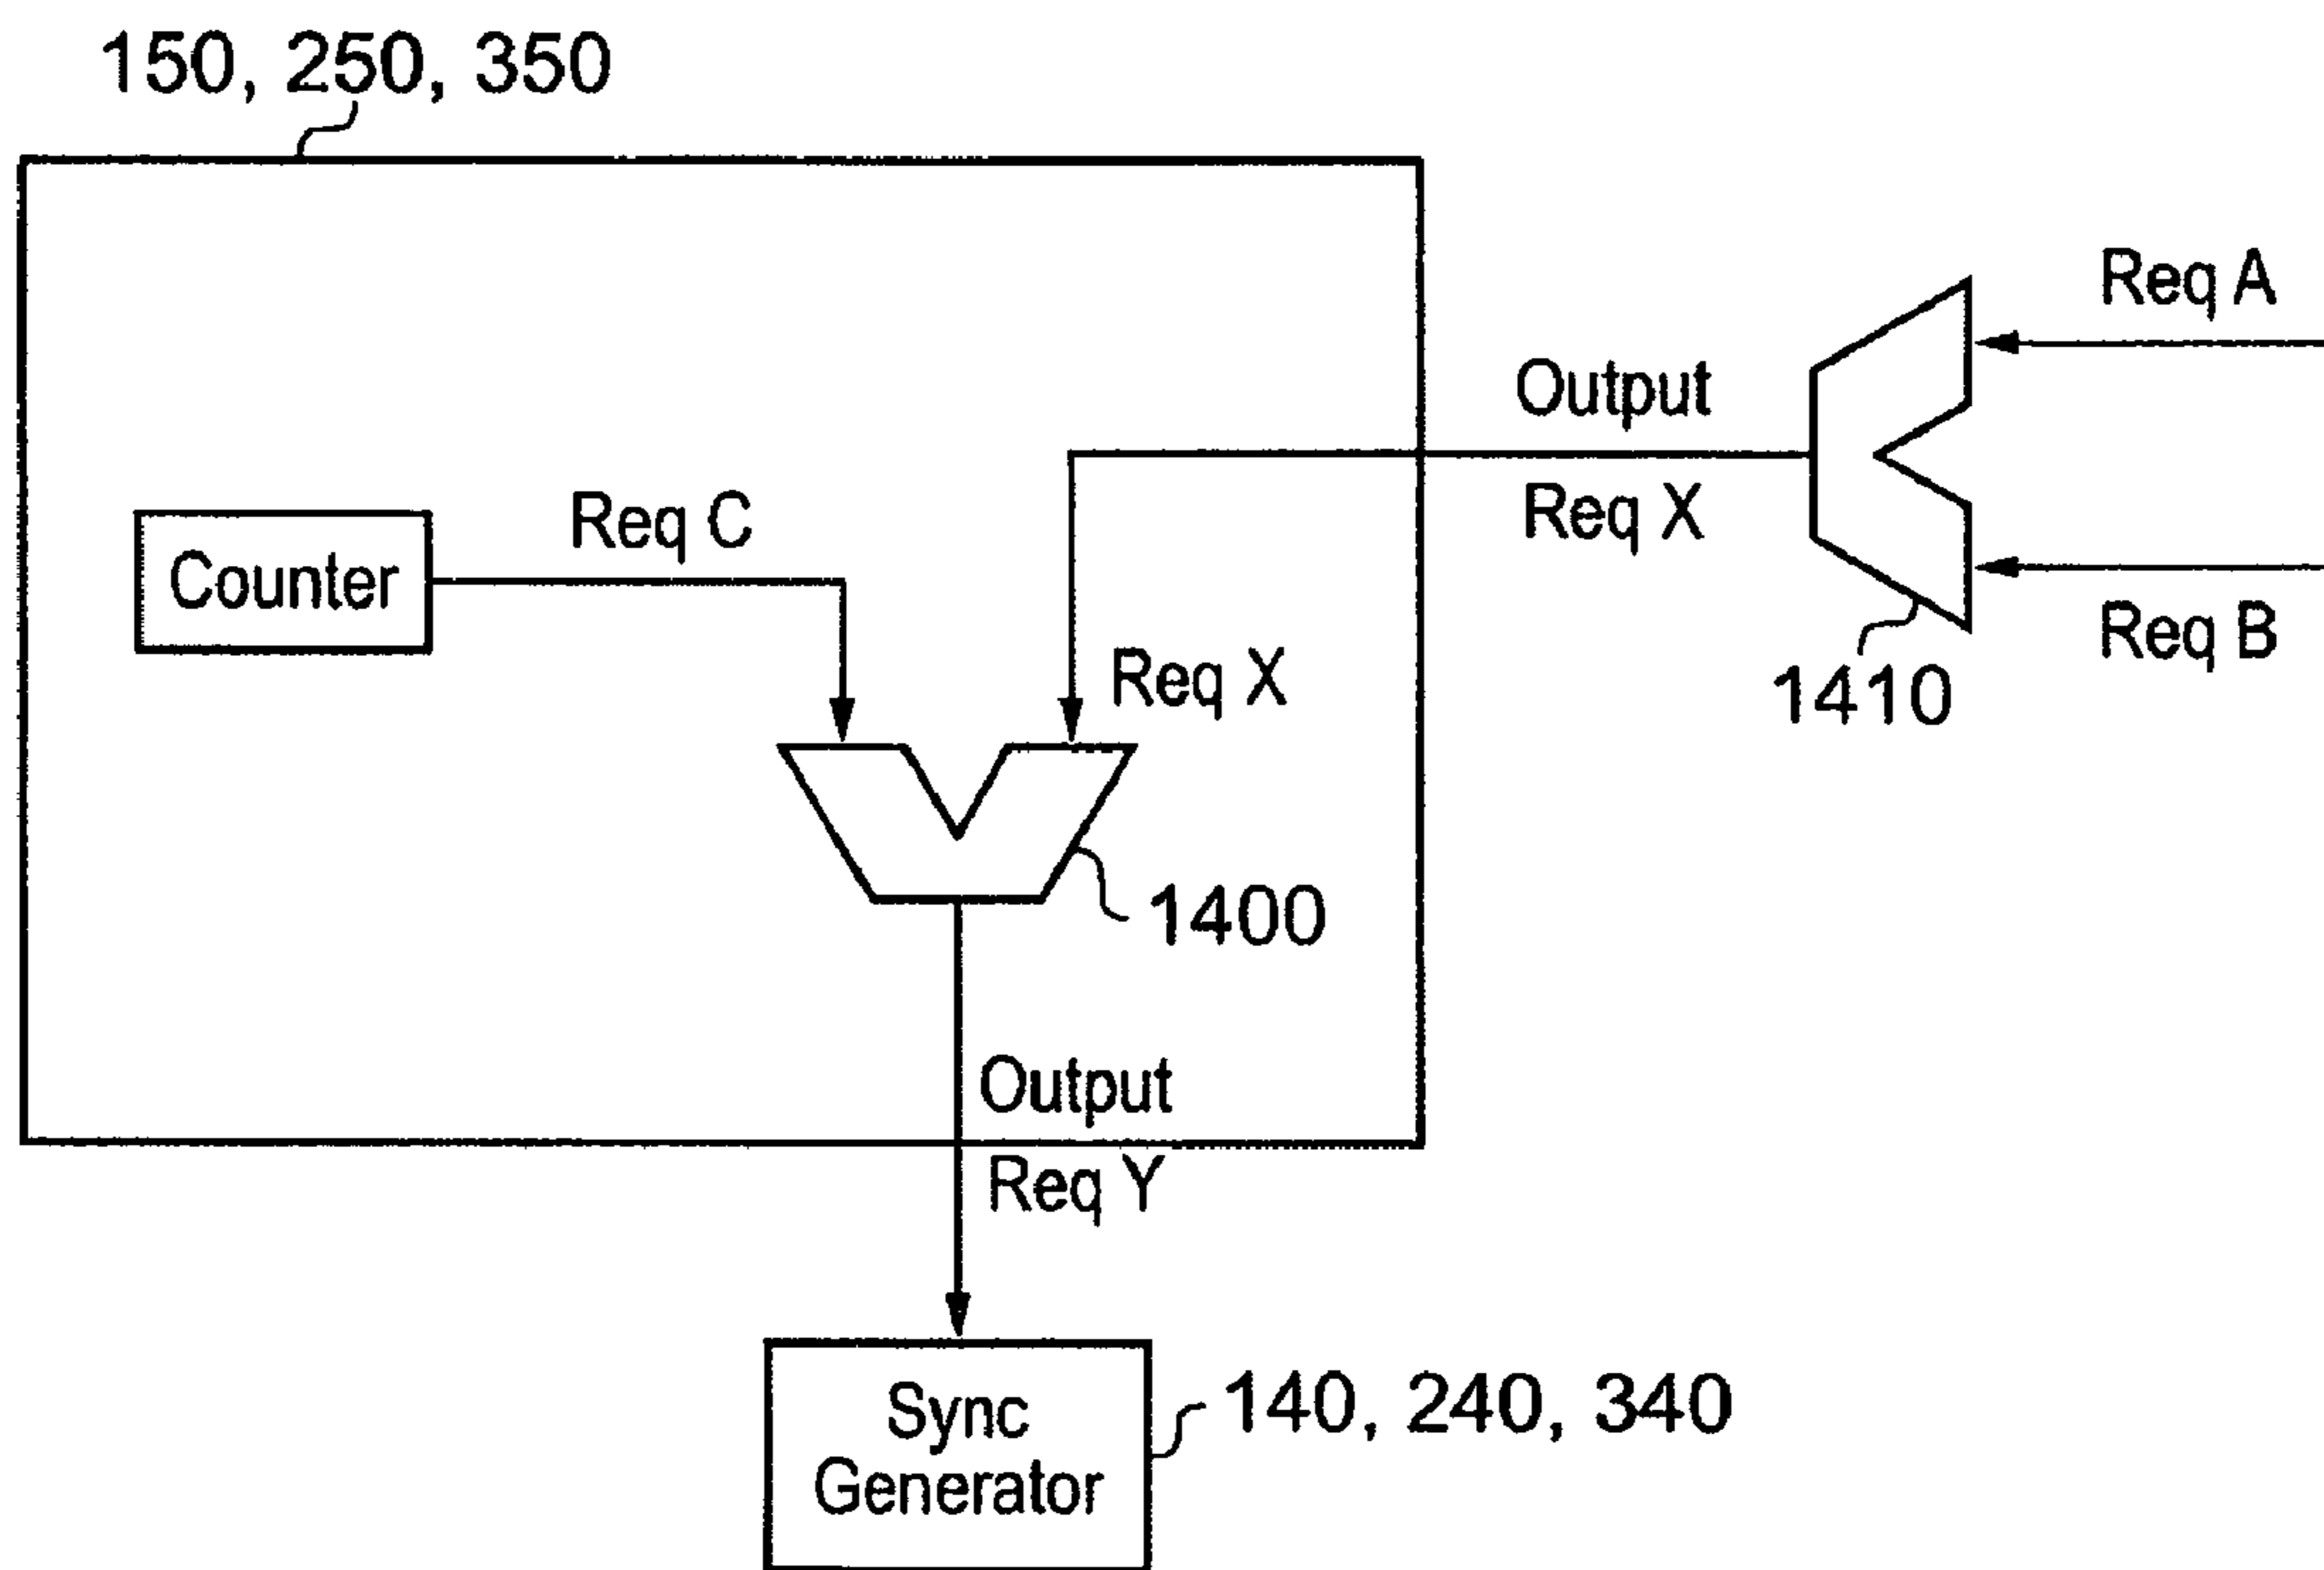 150, 250, 350
Req A
Output
Req X
Req C
Counter
Req B
Req X
1410
1400
Output
Req Y
Sync
Generator
140, 240, 340